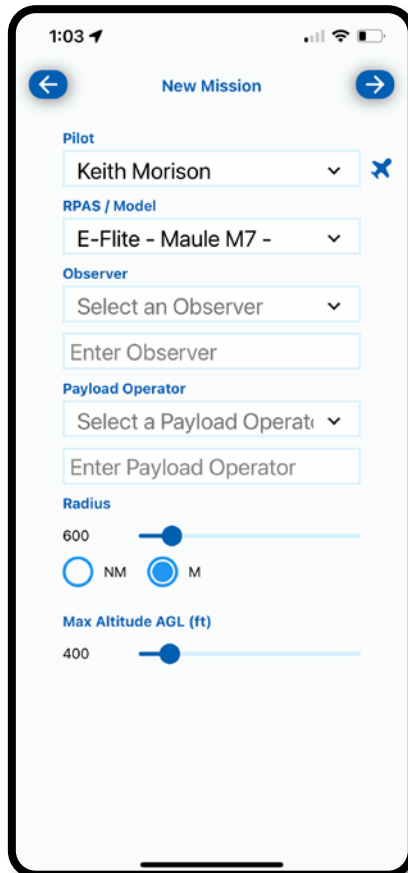 1:03
New Mission
Pilot
Keith Morison
RPAS / Model
E-Flite - Maule M7 -
Observer
Select an Observer
Enter Observer
Payload Operator
Select a Payload Operat
Enter Payload Operator
Radius
600
NM M
Max Altitude AGL (ft)
400